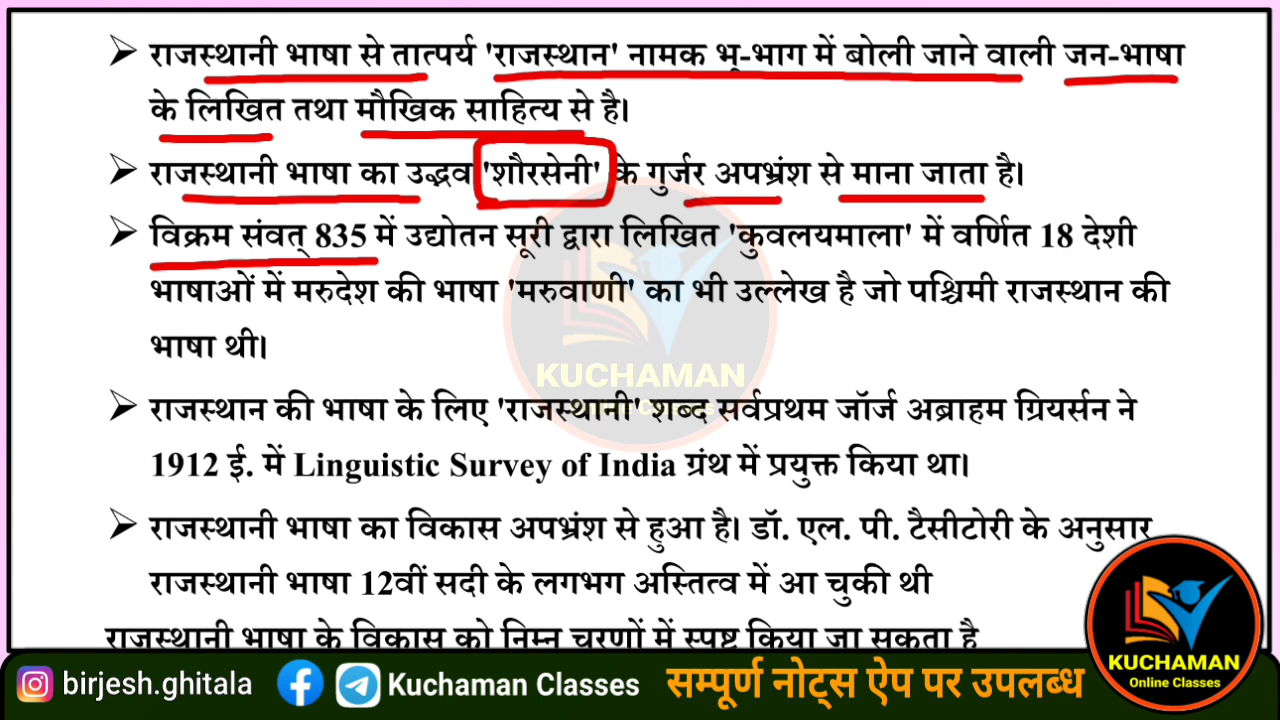 ➢ राजस्थानी भाषा से तात्पर्य 'राजस्थान' नामक भू-भाग में बोली जाने वाली जन-भाषा
के लिखित तथा मौखिक साहित्य से है।
➢ राजस्थानी भाषा का उद्भव 'शौरसेनी' के गुर्जर अपभ्रंश से माना जाता है।
➢ विक्रम संवत् 835 में उद्योतन सूरी द्वारा लिखित 'कुवलयमाला' में वर्णित 18 देशी
भाषाओं में मरुदेश की भाषा 'मरुवाणी' का भी उल्लेख है जो पश्चिमी राजस्थान की
भाषा थी।
➢ राजस्थान की भाषा के लिए 'राजस्थानी' शब्द सर्वप्रथम जॉर्ज अब्राहम ग्रियर्सन ने
1912 ई. में Linguistic Survey of India ग्रंथ में प्रयुक्त किया था।
➢ राजस्थानी भाषा का विकास अपभ्रंश से हुआ है। डॉ. एल. पी. टैसीटोरी के अनुसार
राजस्थानी भाषा 12वीं सदी के लगभग अस्तित्व में आ चुकी थी
राजस्थानी भाषा के विकास को निम्न चरणों में स्पष्ट किया जा सकता है
KUCHAMAN
Online Classes
birjesh.ghitala
Kuchaman Classes
सम्पूर्ण नोट्स ऐप पर उपलब्ध
KUCHAMAN
Online Classes